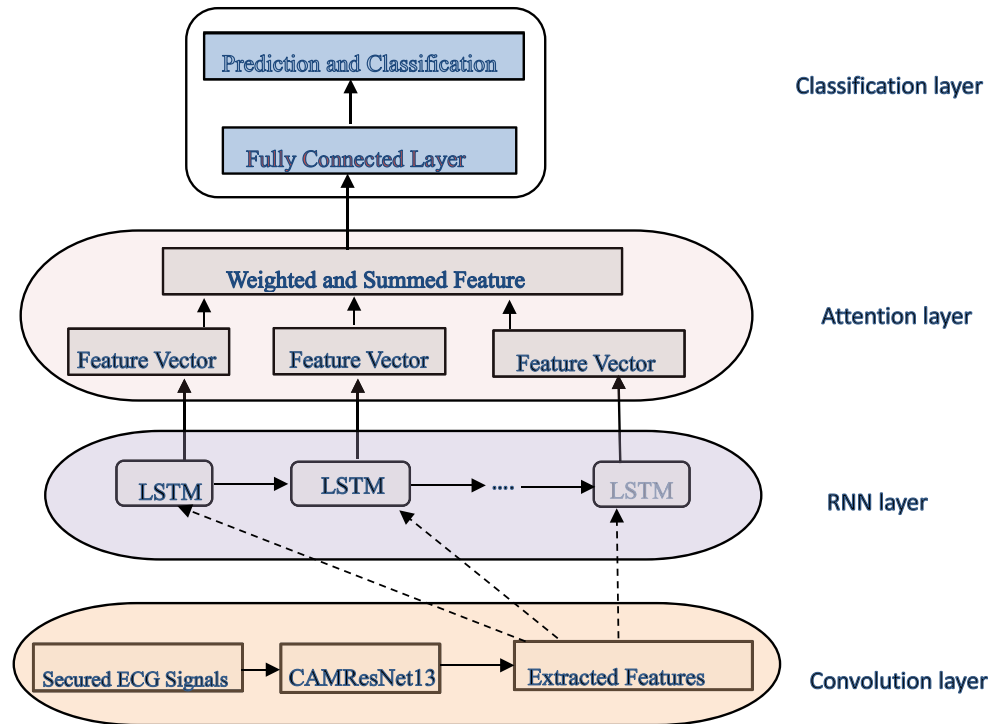 Prediction and Classification
Classification layer
Fully Connected Layer
Weighted and Summed Feature
Attention layer
Feature Vector
Feature Vector
Feature Vector
LSTM
LSTM
....
LSTM
RNN layer
Secured ECG Signals
CAMResNet13
Extracted Features
Convolution layer